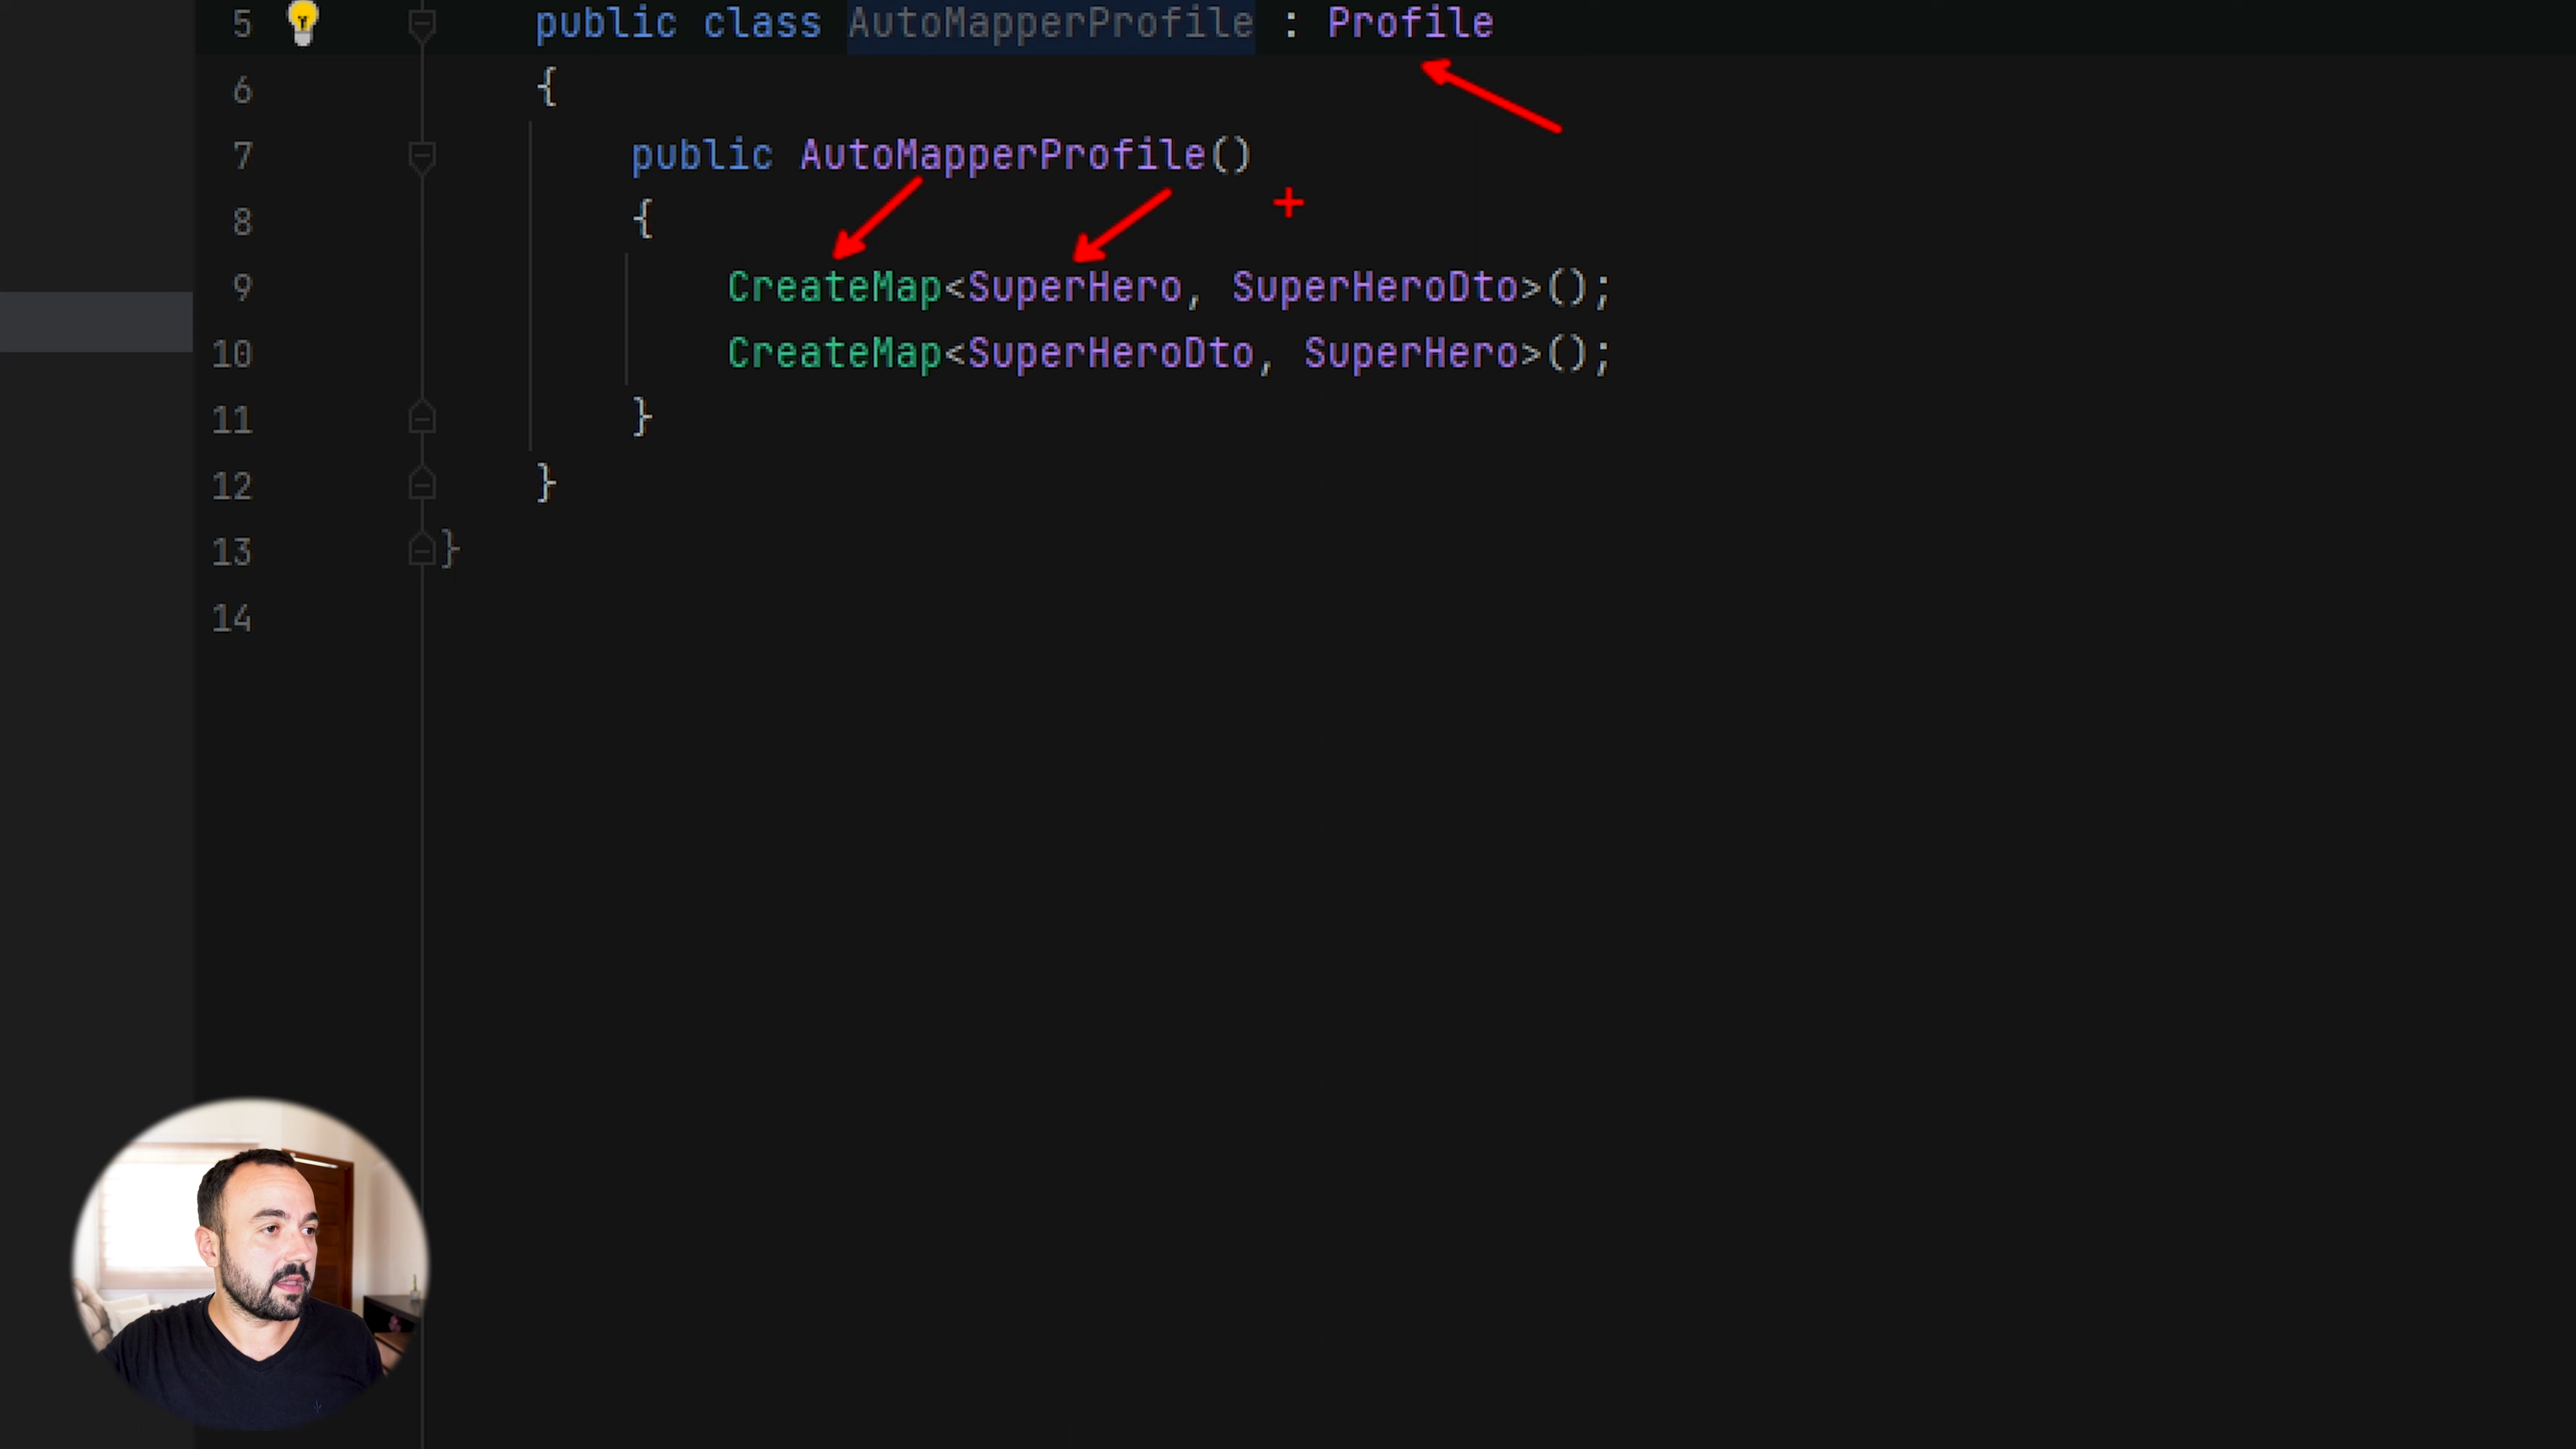 5 public class AutoMapperProfile : Profile
6 {
7 public AutoMapperProfile()
8 {
9 CreateMap<SuperHero, SuperHeroDto>();
10 CreateMap<SuperHeroDto, SuperHero>();
11 }
12 }
13 }
14